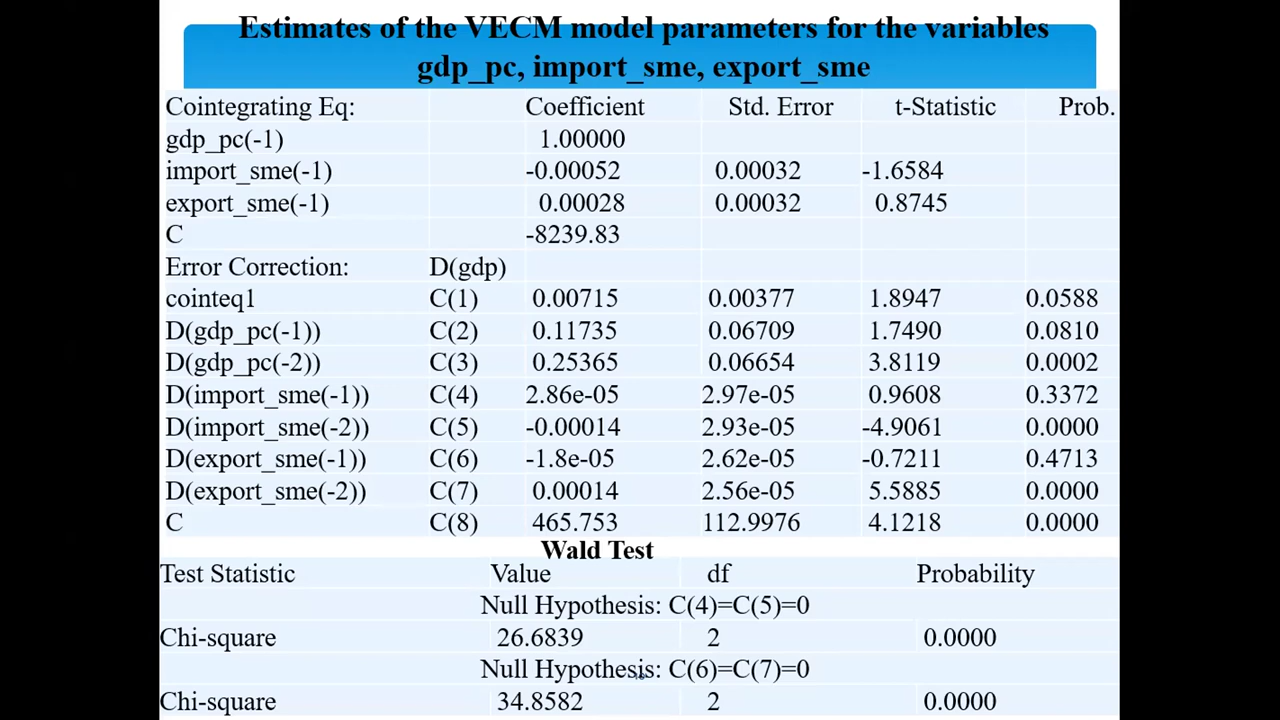 Estimates of the VECM model parameters for the variables
gdp_pc, import_sme, export_sme
Cointegrating Eq: Coefficient Std. Error t-Statistic Prob.
gdp_pc(-1) 1.00000
import_sme(-1) -0.00052 0.00032 -1.6584
export_sme(-1) 0.00028 0.00032 0.8745
C -8239.83
Error Correction: D(gdp)
cointeq1 C(1) 0.00715 0.00377 1.8947 0.0588
D(gdp_pc(-1)) C(2) 0.11735 0.06709 1.7490 0.0810
D(gdp_pc(-2)) C(3) 0.25365 0.06654 3.8119 0.0002
D(import_sme(-1)) C(4) 2.86e-05 2.97e-05 0.9608 0.3372
D(import_sme(-2)) C(5) -0.00014 2.93e-05 -4.9061 0.0000
D(export_sme(-1)) C(6) -1.8e-05 2.62e-05 -0.7211 0.4713
D(export_sme(-2)) C(7) 0.00014 2.56e-05 5.5885 0.0000
C C(8) 465.753 112.9976 4.1218 0.0000
Wald Test
Test Statistic Value df Probability
Null Hypothesis: C(4)=C(5)=0
Chi-square 26.6839 2 0.0000
Null Hypothesis: C(6)=C(7)=0
Chi-square 34.8582 2 0.0000